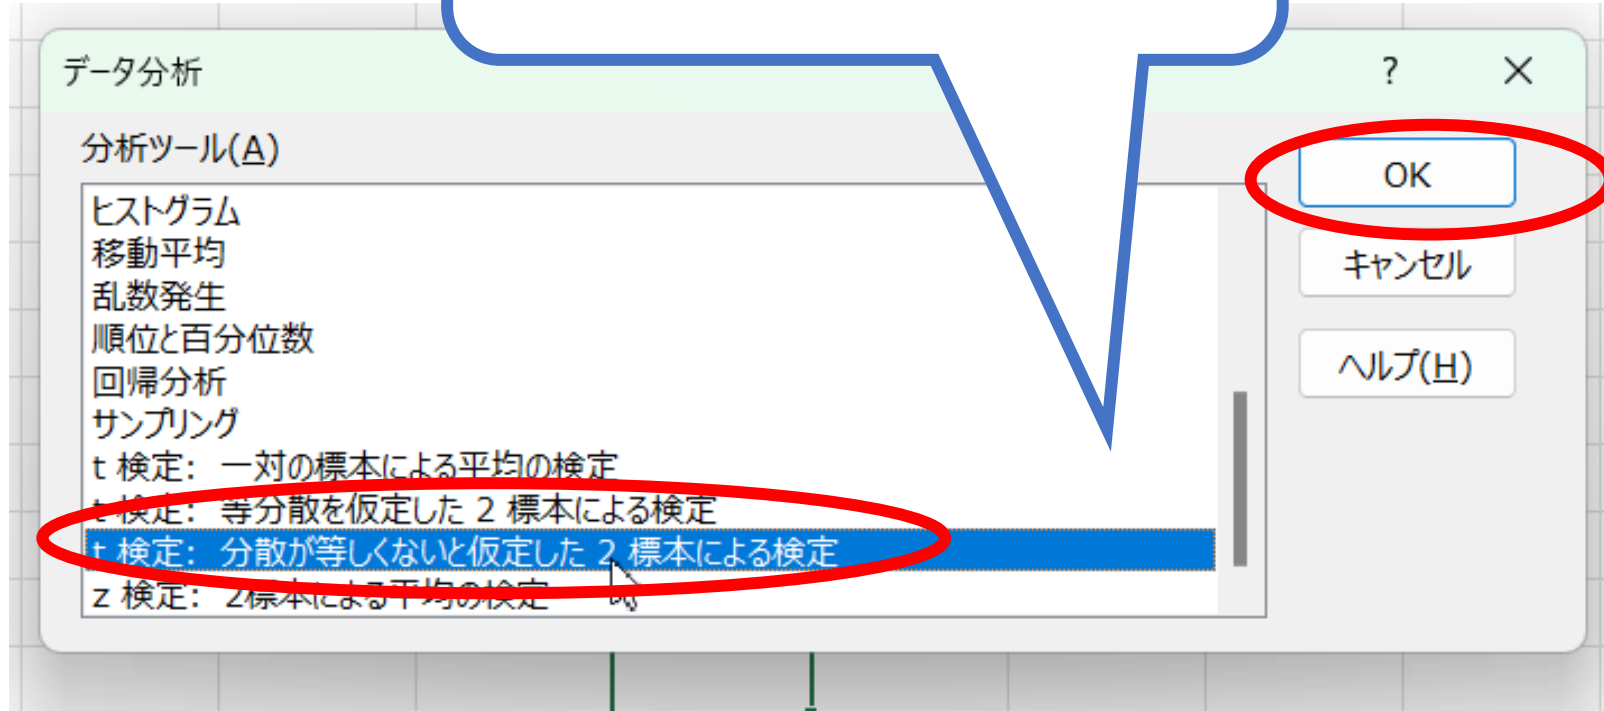 データ分析
?
×
分析ツール(A)
OK
キャンセル
ヘルプ(H)
ヒストグラム
移動平均
乱数発生
順位と百分位数
回帰分析
サンプリング
t 検定: 一対の標本による平均の検定
t 検定: 等分散を仮定した 2 標本による検定
t 検定: 分散が等しくないと仮定した 2 標本による検定
z 検定: 2標本による平均の検定